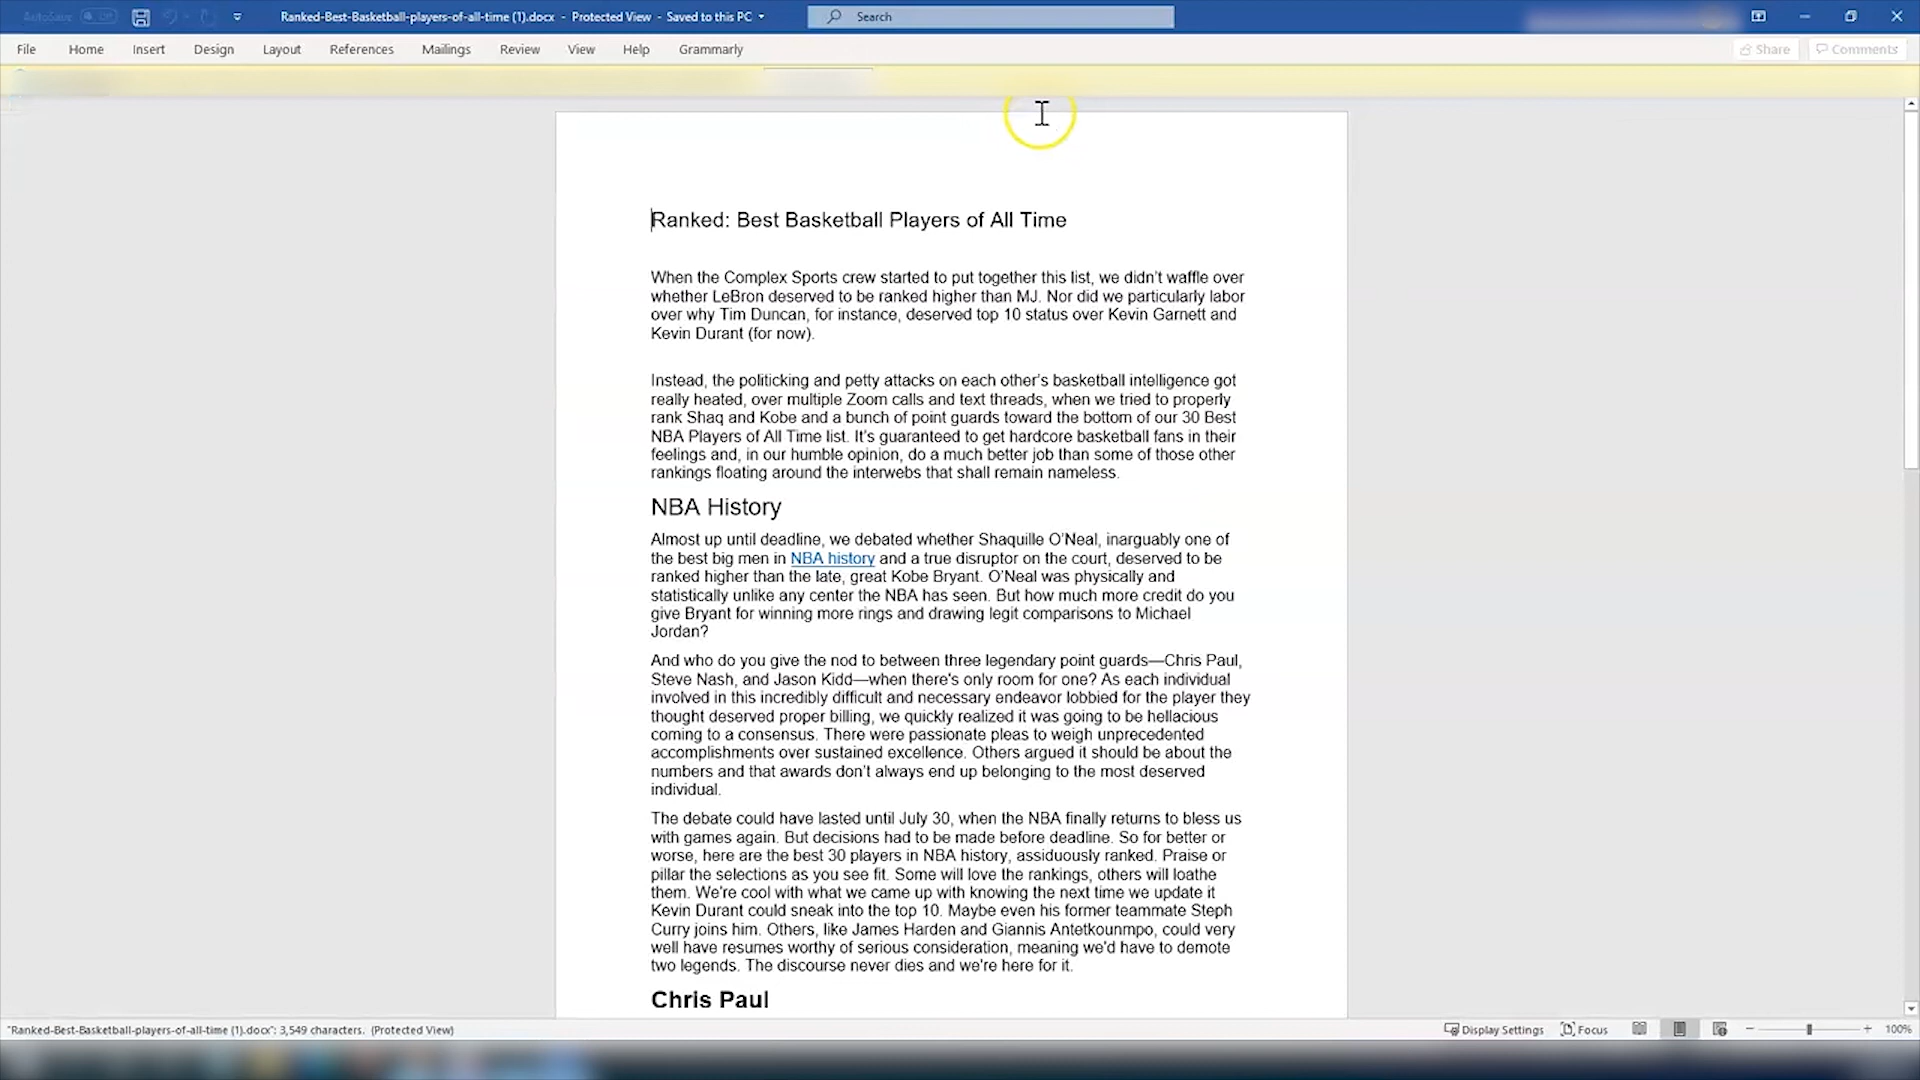 AutoSave Off
Ranked-Best-Basketball-players-of-all-time (1).docx - Protected View - Saved to this PC
Search
File Home Insert Design Layout References Mailings Review View Help Grammarly
Share Comments
Ranked: Best Basketball Players of All Time
When the Complex Sports crew started to put together this list, we didn't waffle over
whether LeBron deserved to be ranked higher than MJ. Nor did we particularly labor
over why Tim Duncan, for instance, deserved top 10 status over Kevin Garnett and
Kevin Durant (for now).
Instead, the politicking and petty attacks on each other's basketball intelligence got
really heated, over multiple Zoom calls and text threads, when we tried to properly
rank Shaq and Kobe and a bunch of point guards toward the bottom of our 30 Best
NBA Players of All Time list. It's guaranteed to get hardcore basketball fans in their
feelings and, in our humble opinion, do a much better job than some of those other
rankings floating around the interwebs that shall remain nameless.
NBA History
Almost up until deadline, we debated whether Shaquille O'Neal, inarguably one of
the best big men in NBA history and a true disruptor on the court, deserved to be
ranked higher than the late, great Kobe Bryant. O'Neal was physically and
statistically unlike any center the NBA has seen. But how much more credit do you
give Bryant for winning more rings and drawing legit comparisons to Michael
Jordan?
And who do you give the nod to between three legendary point guards—Chris Paul,
Steve Nash, and Jason Kidd—when there's only room for one? As each individual
involved in this incredibly difficult and necessary endeavor lobbied for the player they
thought deserved proper billing, we quickly realized it was going to be hellacious
coming to a consensus. There were passionate pleas to weigh unprecedented
accomplishments over sustained excellence. Others argued it should be about the
numbers and that awards don't always end up belonging to the most deserved
individual.
The debate could have lasted until July 30, when the NBA finally returns to bless us
with games again. But decisions had to be made before deadline. So for better or
worse, here are the best 30 players in NBA history, assiduously ranked. Praise or
pillar the selections as you see fit. Some will love the rankings, others will loathe
them. We're cool with what we came up with knowing the next time we update it
Kevin Durant could sneak into the top 10. Maybe even his former teammate Steph
Curry joins him. Others, like James Harden and Giannis Antetkounmpo, could very
well have resumes worthy of serious consideration, meaning we'd have to demote
two legends. The discourse never dies and we're here for it.
Chris Paul
"Ranked-Best-Basketball-players-of-all-time (1).docx": 3,549 characters. (Protected View)
Display Settings Focus 100%